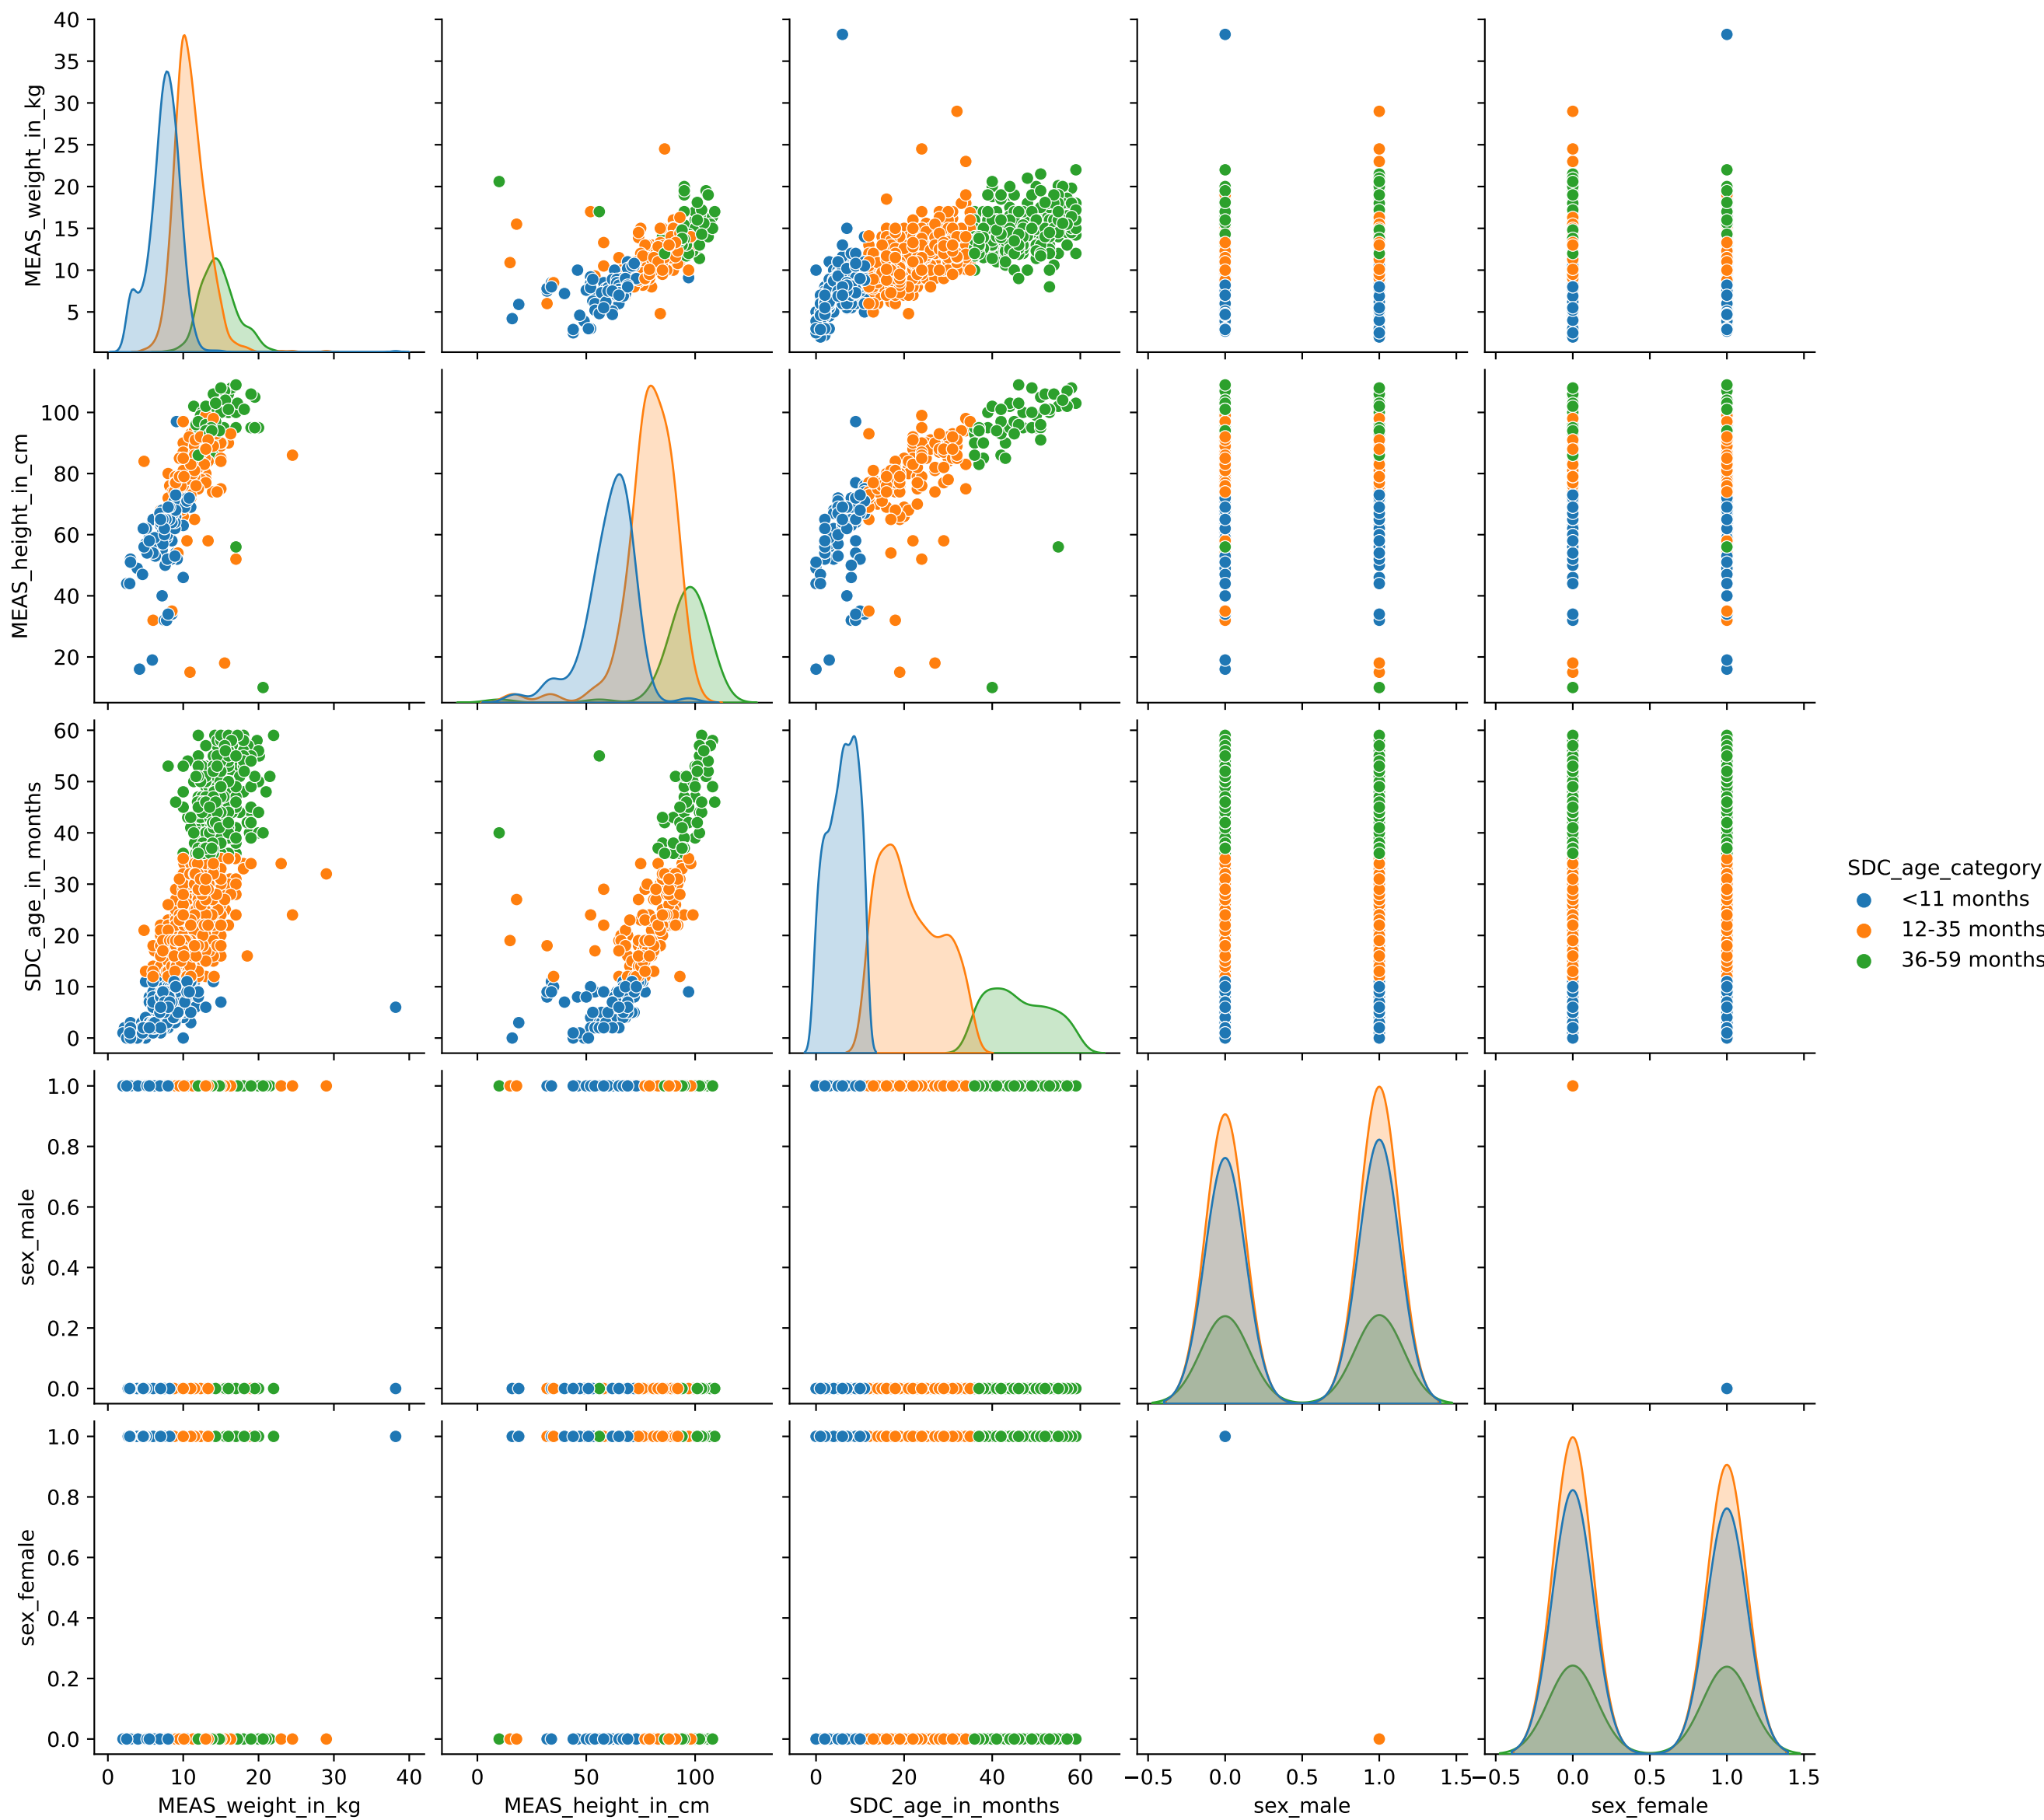 40
35
30
25
20
15
10
5
MEAS_weight_in_kg
100
80
60
40
20
MEAS_height_in_cm
60
50
40
30
20
10
0
SDC_age_in_months
SDC_age_category
<11 months
12-35 months
36-59 months
1.0
0.8
0.6
0.4
0.2
0.0
sex_male
1.0
0.8
0.6
0.4
0.2
0.0
sex_female
0 10 20 30 40
MEAS_weight_in_kg
0 50 100
MEAS_height_in_cm
0 20 40 60
SDC_age_in_months
−0.5 0.0 0.5 1.0 1.5
sex_male
−0.5 0.0 0.5 1.0 1.5
sex_female